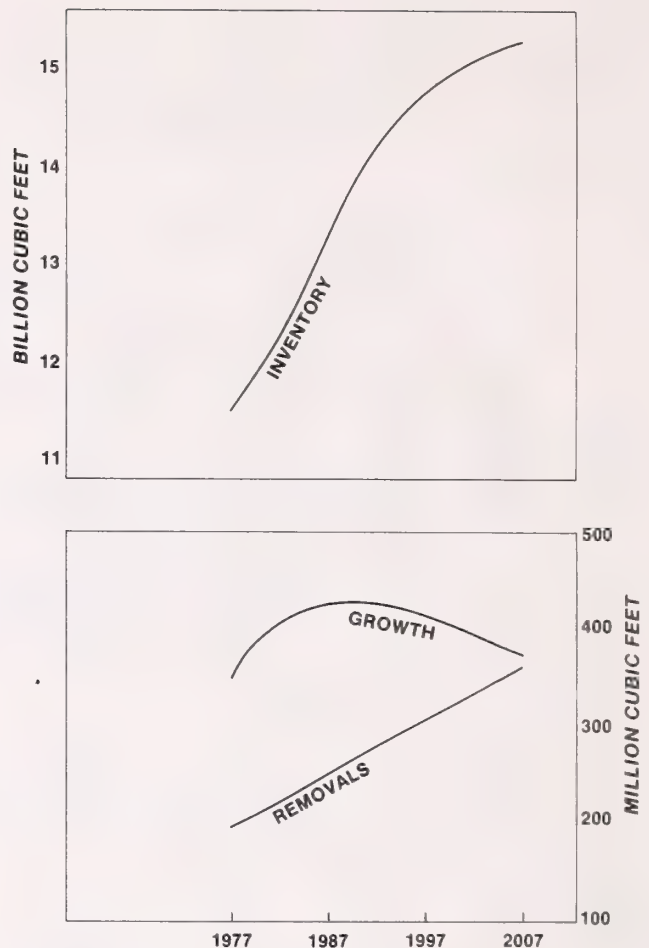 15
14
13
12
11
BILLION CUBIC FEET
INVENTORY
500
400
300
200
100
MILLION CUBIC FEET
GROWTH
REMOVALS
1977 1987 1997 2007